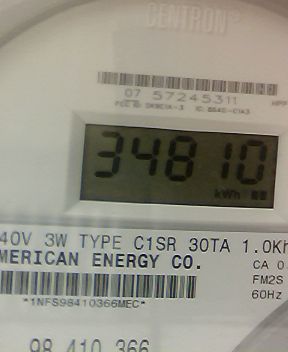 CENTRON®
07 57245311
34810
kWh
40V 3W TYPE C1SR 30TA 1.0Kh
MERICAN ENERGY CO.
CA 0.
FM2S
60Hz
*1NFS98410366MEC*
98 410 366